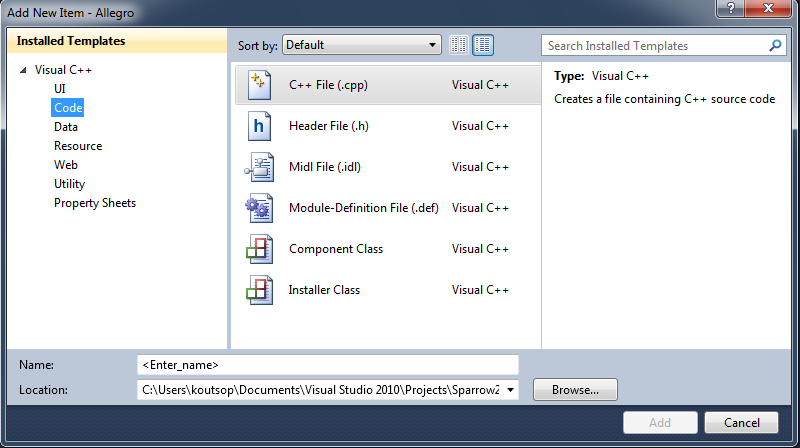 Add New Item - Allegro
Installed Templates
Sort by: Default
Search Installed Templates
Visual C++
UI
Code
Data
Resource
Web
Utility
Property Sheets
C++ File (.cpp) Visual C++
Header File (.h) Visual C++
Midl File (.idl) Visual C++
Module-Definition File (.def) Visual C++
Component Class Visual C++
Installer Class Visual C++
Type: Visual C++
Creates a file containing C++ source code
Name: <Enter_name>
Location: C:\Users\koutsop\Documents\Visual Studio 2010\Projects\Sparrow2 Browse...
Add Cancel